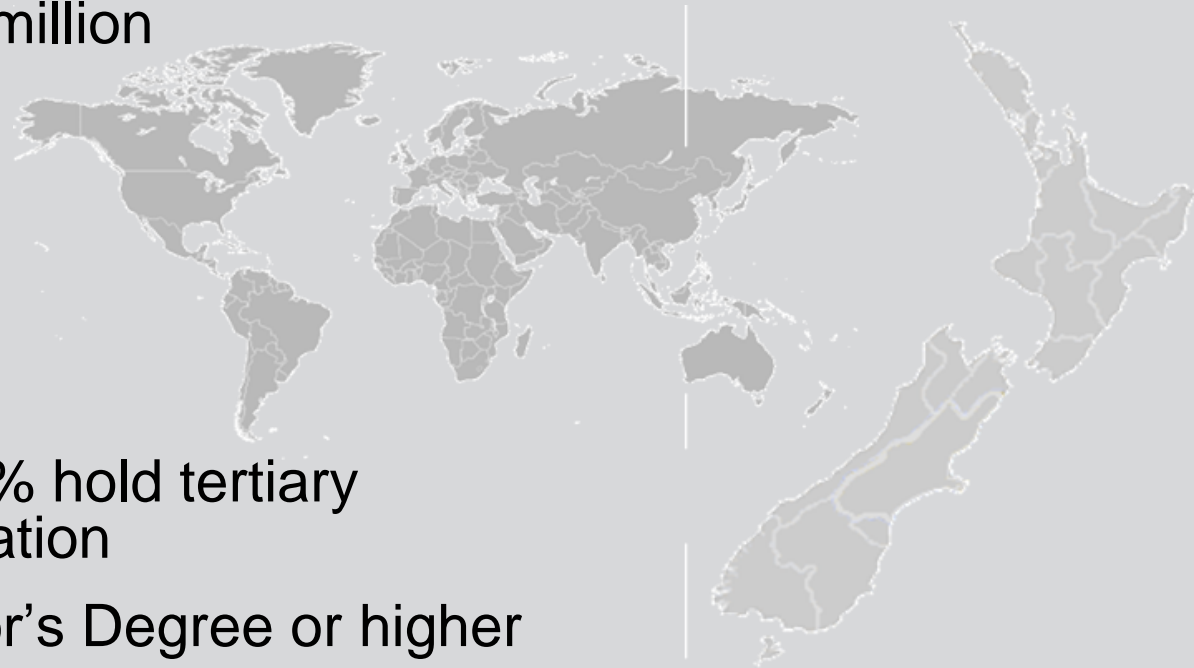 million
% hold tertiary
ation
r’s Degree or higher